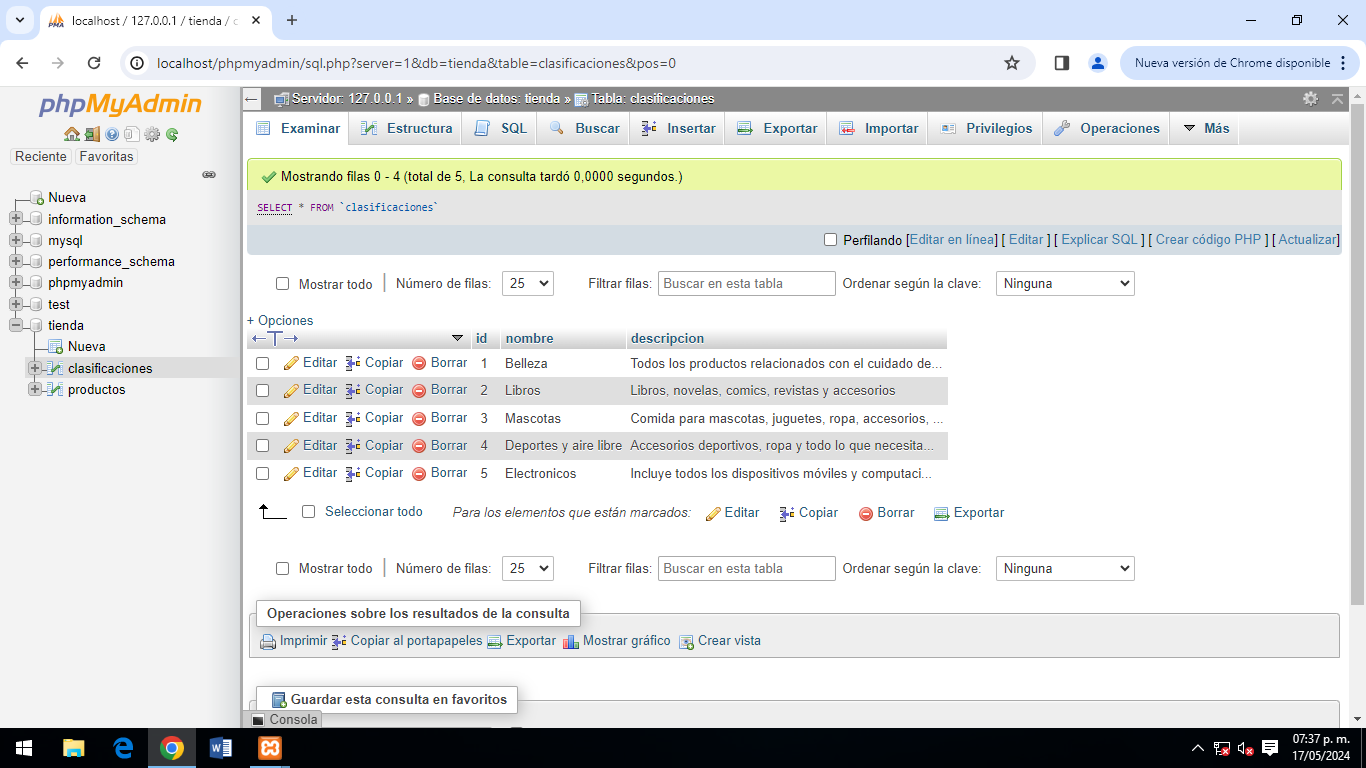 localhost / 127.0.0.1 / tienda / c
localhost/phpmyadmin/sql.php?server=1&db=tienda&table=clasificaciones&pos=0
Nueva versión de Chrome disponible
phpMyAdmin
Reciente Favoritas
Nueva
information_schema
mysql
performance_schema
phpmyadmin
test
tienda
Nueva
clasificaciones
productos
Servidor: 127.0.0.1 » Base de datos: tienda » Tabla: clasificaciones
Examinar Estructura SQL Buscar Insertar Exportar Importar Privilegios Operaciones Más
Mostrando filas 0 - 4 (total de 5, La consulta tardó 0,0000 segundos.)
SELECT * FROM `clasificaciones`
Perfilando [Editar en línea] [ Editar ] [ Explicar SQL ] [ Crear código PHP ] [ Actualizar]
Mostrar todo Número de filas: 25 Filtrar filas: Buscar en esta tabla Ordenar según la clave: Ninguna
+ Opciones
←T→ id nombre descripcion
Editar Copiar Borrar 1 Belleza Todos los productos relacionados con el cuidado de...
Editar Copiar Borrar 2 Libros Libros, novelas, comics, revistas y accesorios
Editar Copiar Borrar 3 Mascotas Comida para mascotas, juguetes, ropa, accesorios, ...
Editar Copiar Borrar 4 Deportes y aire libre Accesorios deportivos, ropa y todo lo que necesita...
Editar Copiar Borrar 5 Electronicos Incluye todos los dispositivos móviles y computaci...
Seleccionar todo Para los elementos que están marcados: Editar Copiar Borrar Exportar
Mostrar todo Número de filas: 25 Filtrar filas: Buscar en esta tabla Ordenar según la clave: Ninguna
Operaciones sobre los resultados de la consulta
Imprimir Copiar al portapapeles Exportar Mostrar gráfico Crear vista
Guardar esta consulta en favoritos
Consola
07:37 p. m.
17/05/2024